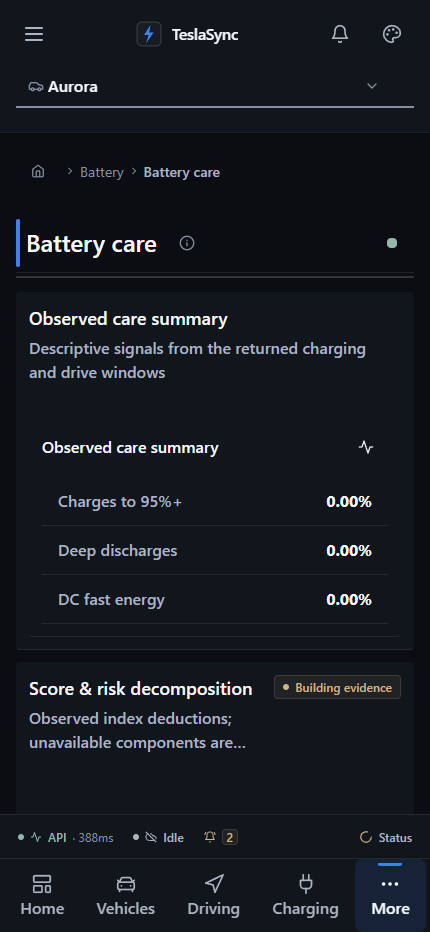 TeslaSync
Aurora
Battery
Battery care
Battery care
Observed care summary
Descriptive signals from the returned charging
and drive windows
Observed care summary
Charges to 95%+ 0.00%
Deep discharges 0.00%
DC fast energy 0.00%
Score & risk decomposition
Building evidence
Observed index deductions;
unavailable components are...
API · 388ms Idle 2 Status
Home Vehicles Driving Charging More